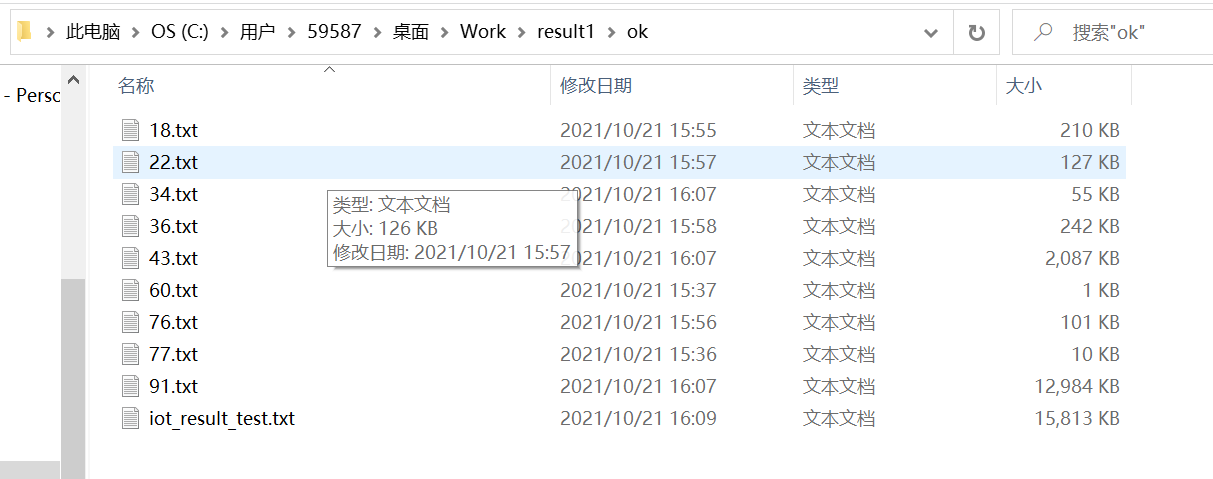 此电脑 OS (C:) 用户 59587 桌面 Work result1 ok 搜索"ok"
- Perso
名称 修改日期 类型 大小
18.txt 2021/10/21 15:55 文本文档 210 KB
22.txt 2021/10/21 15:57 文本文档 127 KB
34.txt 2021/10/21 16:07 文本文档 55 KB
36.txt 2021/10/21 15:58 文本文档 242 KB
43.txt 2021/10/21 16:07 文本文档 2,087 KB
60.txt 2021/10/21 15:37 文本文档 1 KB
76.txt 2021/10/21 15:56 文本文档 101 KB
77.txt 2021/10/21 15:36 文本文档 10 KB
91.txt 2021/10/21 16:07 文本文档 12,984 KB
iot_result_test.txt 2021/10/21 16:09 文本文档 15,813 KB
类型: 文本文档
大小: 126 KB
修改日期: 2021/10/21 15:57